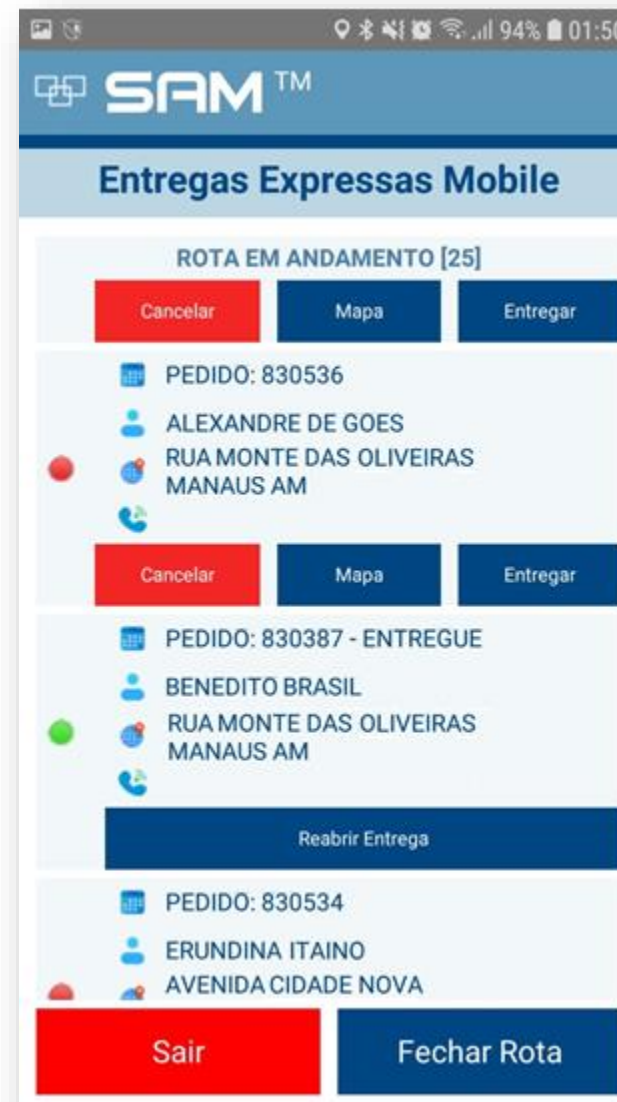 94% 01:50
SAM™
Entregas Expressas Mobile
ROTA EM ANDAMENTO [25]
Cancelar Mapa Entregar
PEDIDO: 830536
ALEXANDRE DE GOES
RUA MONTE DAS OLIVEIRAS
MANAUS AM
Cancelar Mapa Entregar
PEDIDO: 830387 - ENTREGUE
BENEDITO BRASIL
RUA MONTE DAS OLIVEIRAS
MANAUS AM
Reabrir Entrega
PEDIDO: 830534
ERUNDINA ITAINO
AVENIDA CIDADE NOVA
Sair Fechar Rota